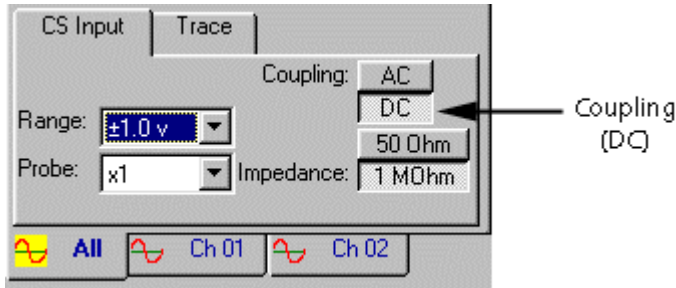 CS Input Trace
Coupling: AC
DC
Coupling
(DC)
Range: ±1.0 v
50 Ohm
Probe: x1 Impedance: 1 MOhm
All Ch 01 Ch 02